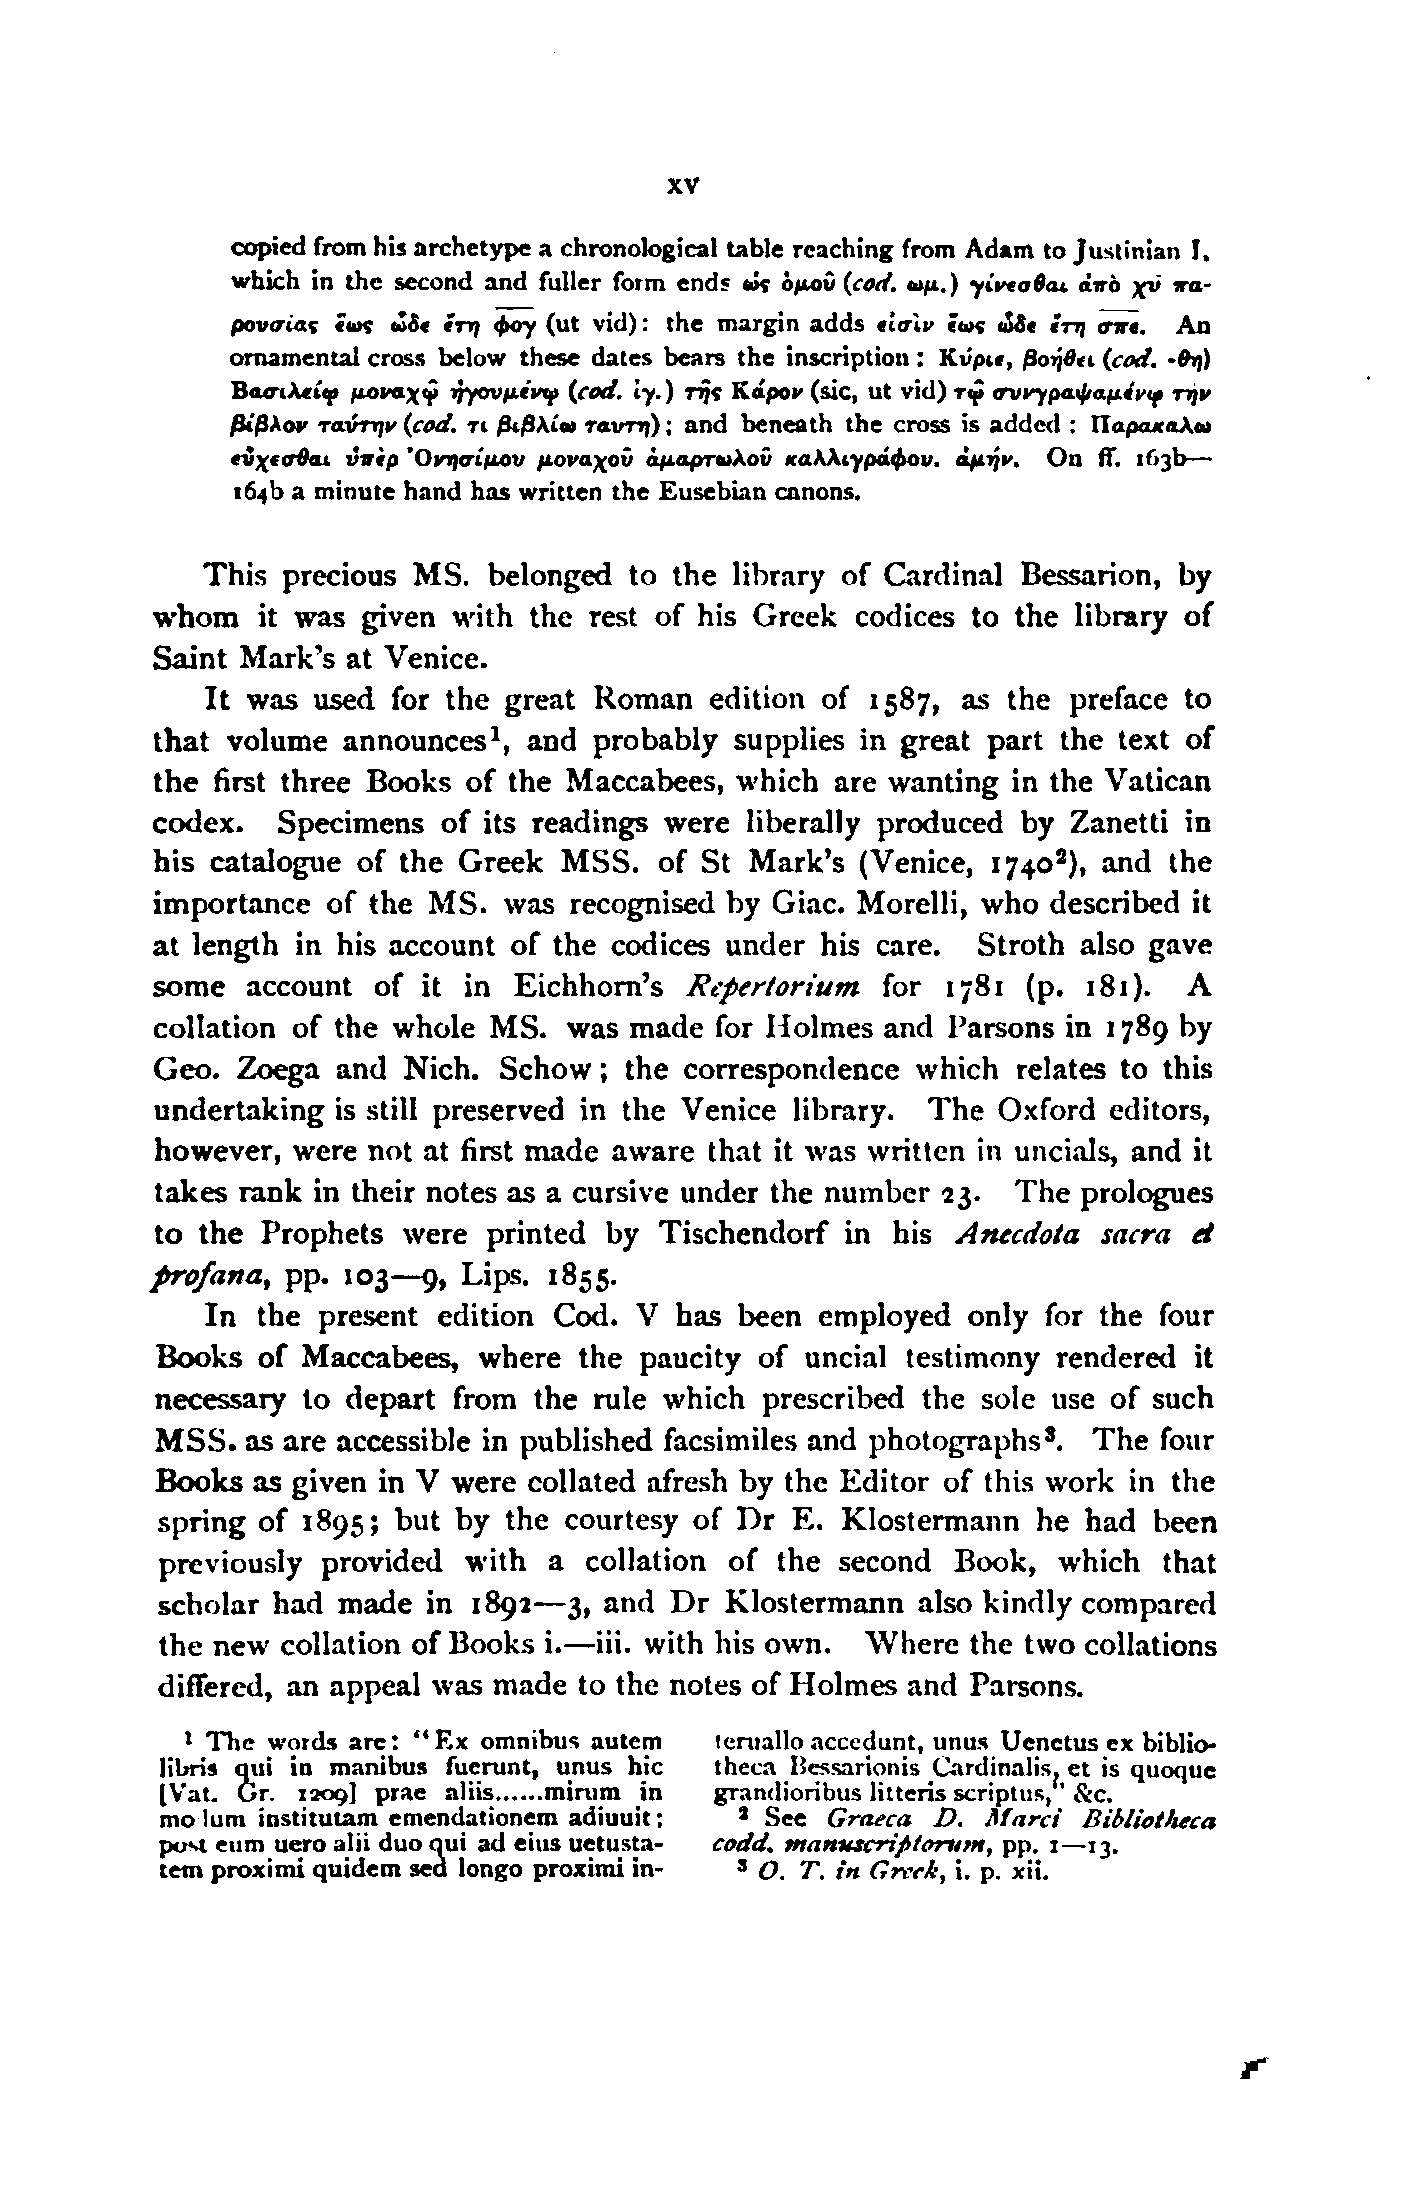 xv
copied from his archetype a chronological table reaching from Adam to Justinian I.
which in the second and fuller form ends ὡς ὁμοῦ (cod. ωμ.) γίνεσθαι ἀπὸ χῡ πα-
ρουσίας ἕως ὧδε ἔτη φογ (ut vid): the margin adds εἰσὶν ἕως ὧδε ἔτη σπε. An
ornamental cross below these dates bears the inscription: Κύριε, βοήθει (cod. -θη)
Βασιλείῳ μοναχῷ ἡγουμένῳ (cod. ἰγ.) τῆς Κάρον (sic, ut vid) τῷ συνγραψαμένῳ τὴν
βίβλον ταύτην (cod. τι βιβλίω ταυτη); and beneath the cross is added: Παρακαλω
εὔχεσθαι ὑπὲρ Ὀνησίμου μοναχοῦ ἁμαρτωλοῦ καλλιγράφου. ἀμήν. On ff. 163b—
164b a minute hand has written the Eusebian canons.
This precious MS. belonged to the library of Cardinal Bessarion, by
whom it was given with the rest of his Greek codices to the library of
Saint Mark's at Venice.
It was used for the great Roman edition of 1587, as the preface to
that volume announces¹, and probably supplies in great part the text of
the first three Books of the Maccabees, which are wanting in the Vatican
codex. Specimens of its readings were liberally produced by Zanetti in
his catalogue of the Greek MSS. of St Mark's (Venice, 1740²), and the
importance of the MS. was recognised by Giac. Morelli, who described it
at length in his account of the codices under his care. Stroth also gave
some account of it in Eichhorn's Repertorium for 1781 (p. 181). A
collation of the whole MS. was made for Holmes and Parsons in 1789 by
Geo. Zoega and Nich. Schow; the correspondence which relates to this
undertaking is still preserved in the Venice library. The Oxford editors,
however, were not at first made aware that it was written in uncials, and it
takes rank in their notes as a cursive under the number 23. The prologues
to the Prophets were printed by Tischendorf in his Anecdota sacra et
profana, pp. 103—9, Lips. 1855.
In the present edition Cod. V has been employed only for the four
Books of Maccabees, where the paucity of uncial testimony rendered it
necessary to depart from the rule which prescribed the sole use of such
MSS. as are accessible in published facsimiles and photographs³. The four
Books as given in V were collated afresh by the Editor of this work in the
spring of 1895; but by the courtesy of Dr E. Klostermann he had been
previously provided with a collation of the second Book, which that
scholar had made in 1892—3, and Dr Klostermann also kindly compared
the new collation of Books i.—iii. with his own. Where the two collations
differed, an appeal was made to the notes of Holmes and Parsons.
¹ The words are: "Ex omnibus autem
libris qui in manibus fuerunt, unus hic
[Vat. Gr. 1209] prae aliis......mirum in
modum institutam emendationem adiuuit;
post eum uero alii duo qui ad eius uetusta-
tem proximi quidem sed longo proximi in-
teruallo accedunt, unus Uenetus ex biblio-
theca Bessarionis Cardinalis, et is quoque
grandioribus litteris scriptus," &c.
² See Graeca D. Marci Bibliotheca
codd. manuscriptorum, pp. 1—13.
³ O. T. in Greek, i. p. xii.